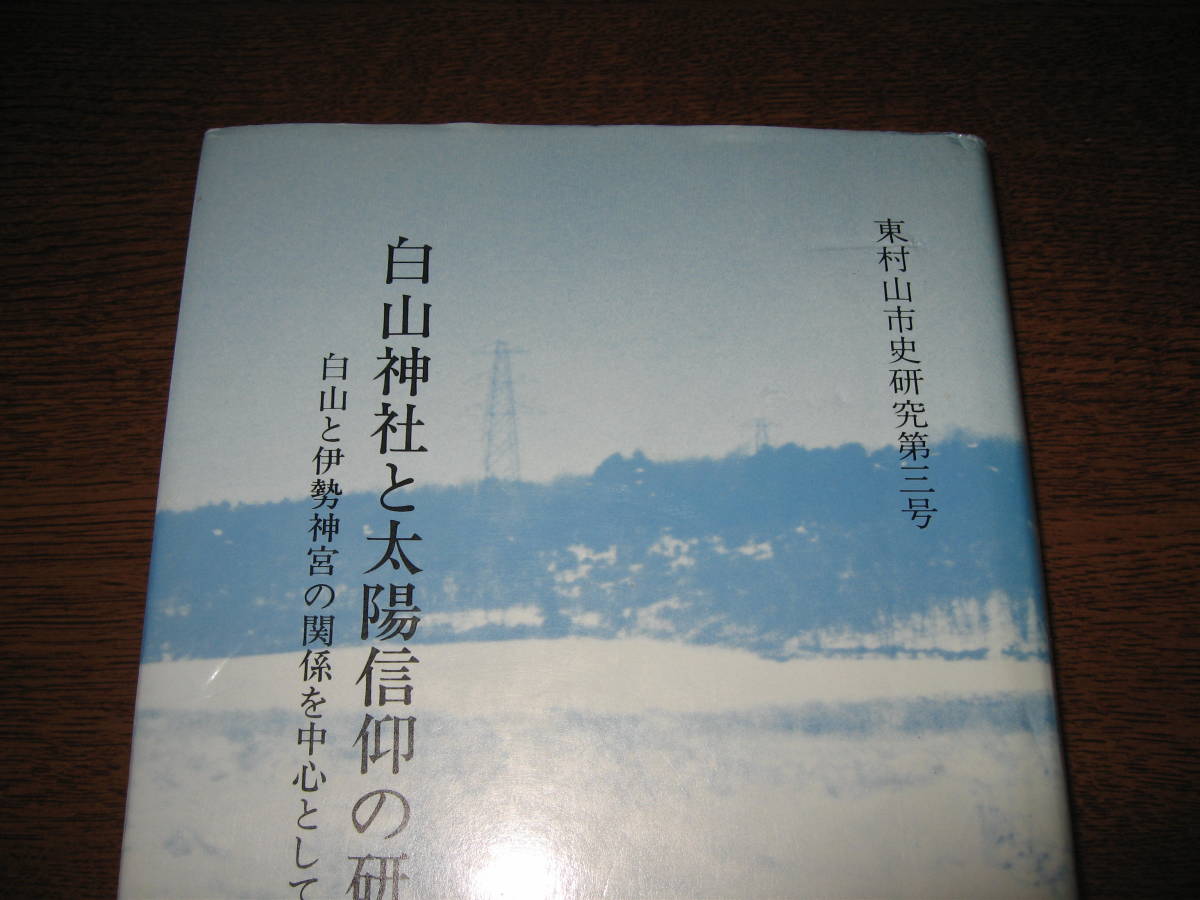 東村山市史研究第三号
白山神社と太陽信仰の研
白山と伊勢神宮の関係を中心として